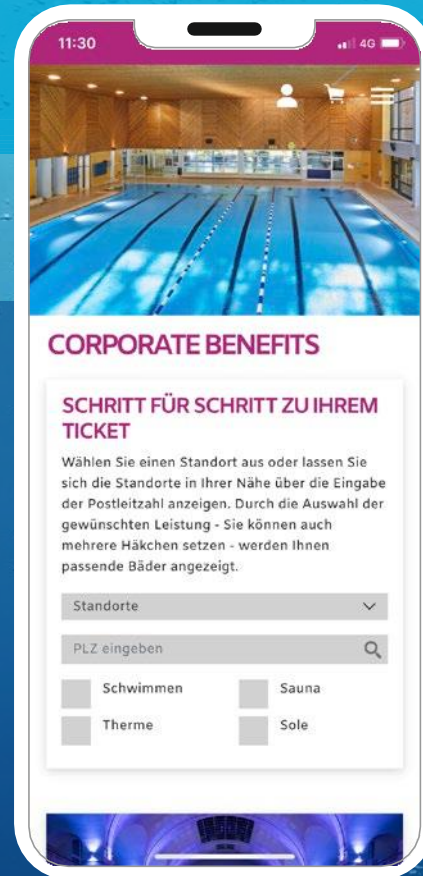 11:30
4G
CORPORATE BENEFITS
SCHRITT FÜR SCHRITT ZU IHREM
TICKET
Wählen Sie einen Standort aus oder lassen Sie
sich die Standorte in Ihrer Nähe über die Eingabe
der Postleitzahl anzeigen. Durch die Auswahl der
gewünschten Leistung - Sie können auch
mehrere Häkchen setzen - werden Ihnen
passende Bäder angezeigt.
Standorte
PLZ eingeben
Schwimmen Sauna
Therme Sole